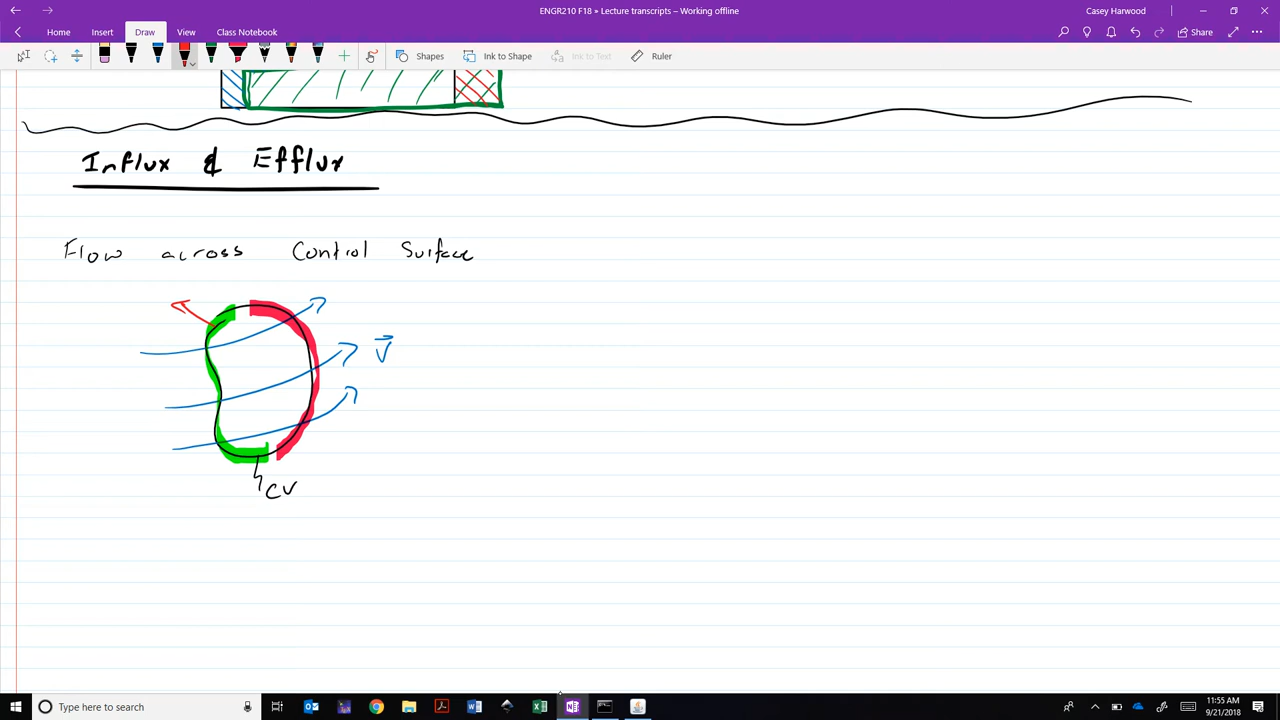 ENGR210 F18 » Lecture transcripts – Working offline
Casey Harwood
Home Insert Draw View Class Notebook
Share
Shapes Ink to Shape Ink to Text Ruler
Influx & Efflux
Flow across Control Surface
V
CV
Type here to search
11:55 AM
9/21/2018